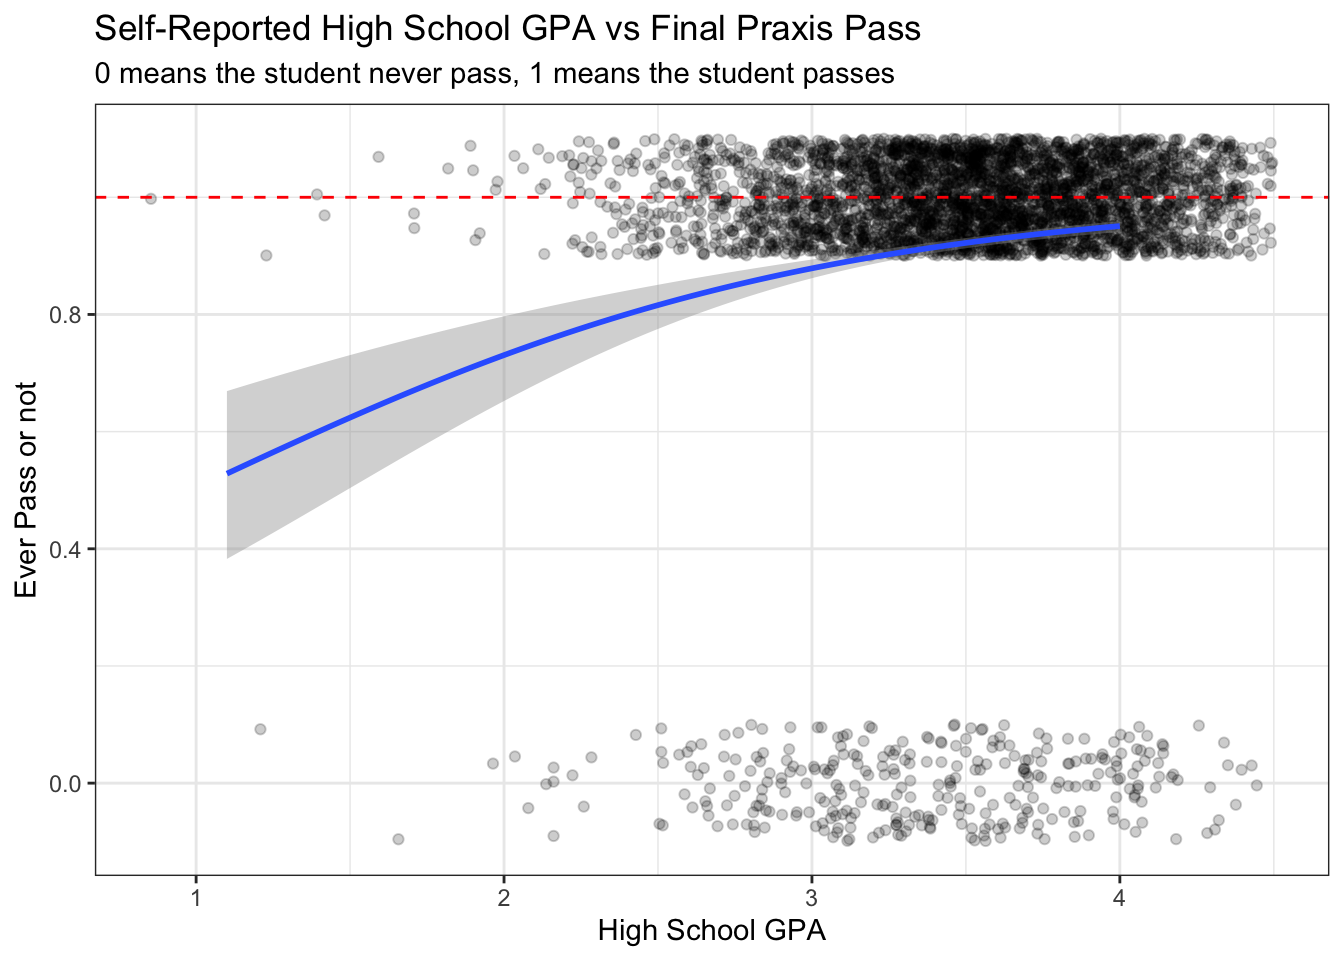 Self-Reported High School GPA vs Final Praxis Pass
0 means the student never pass, 1 means the student passes
Ever Pass or not
0.8
0.4
0.0
1 2 3 4
High School GPA